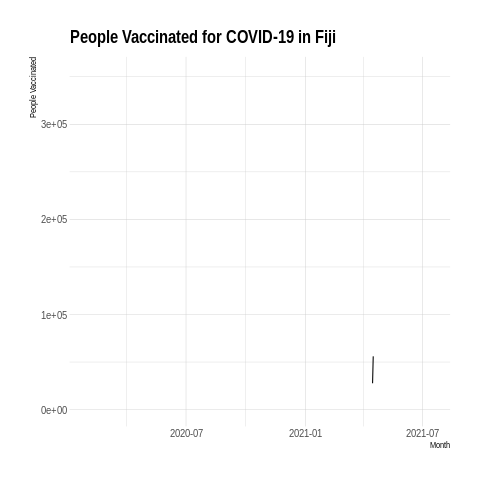 People Vaccinated for COVID-19 in Fiji
People Vaccinated
3e+05
2e+05
1e+05
0e+00
2020-07 2021-01 2021-07
Month